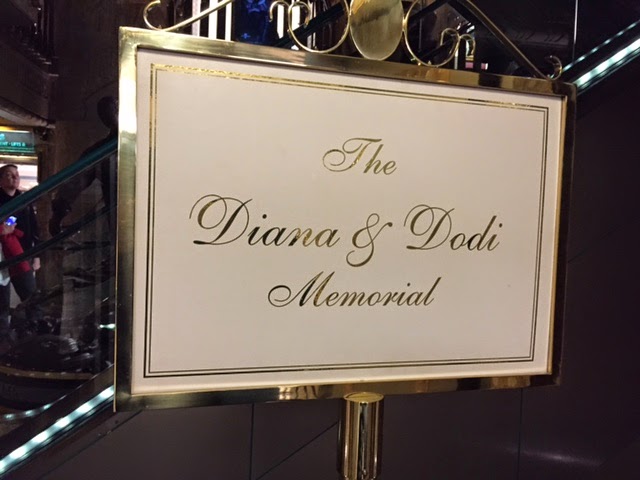 The
Diana & Dodi
Memorial